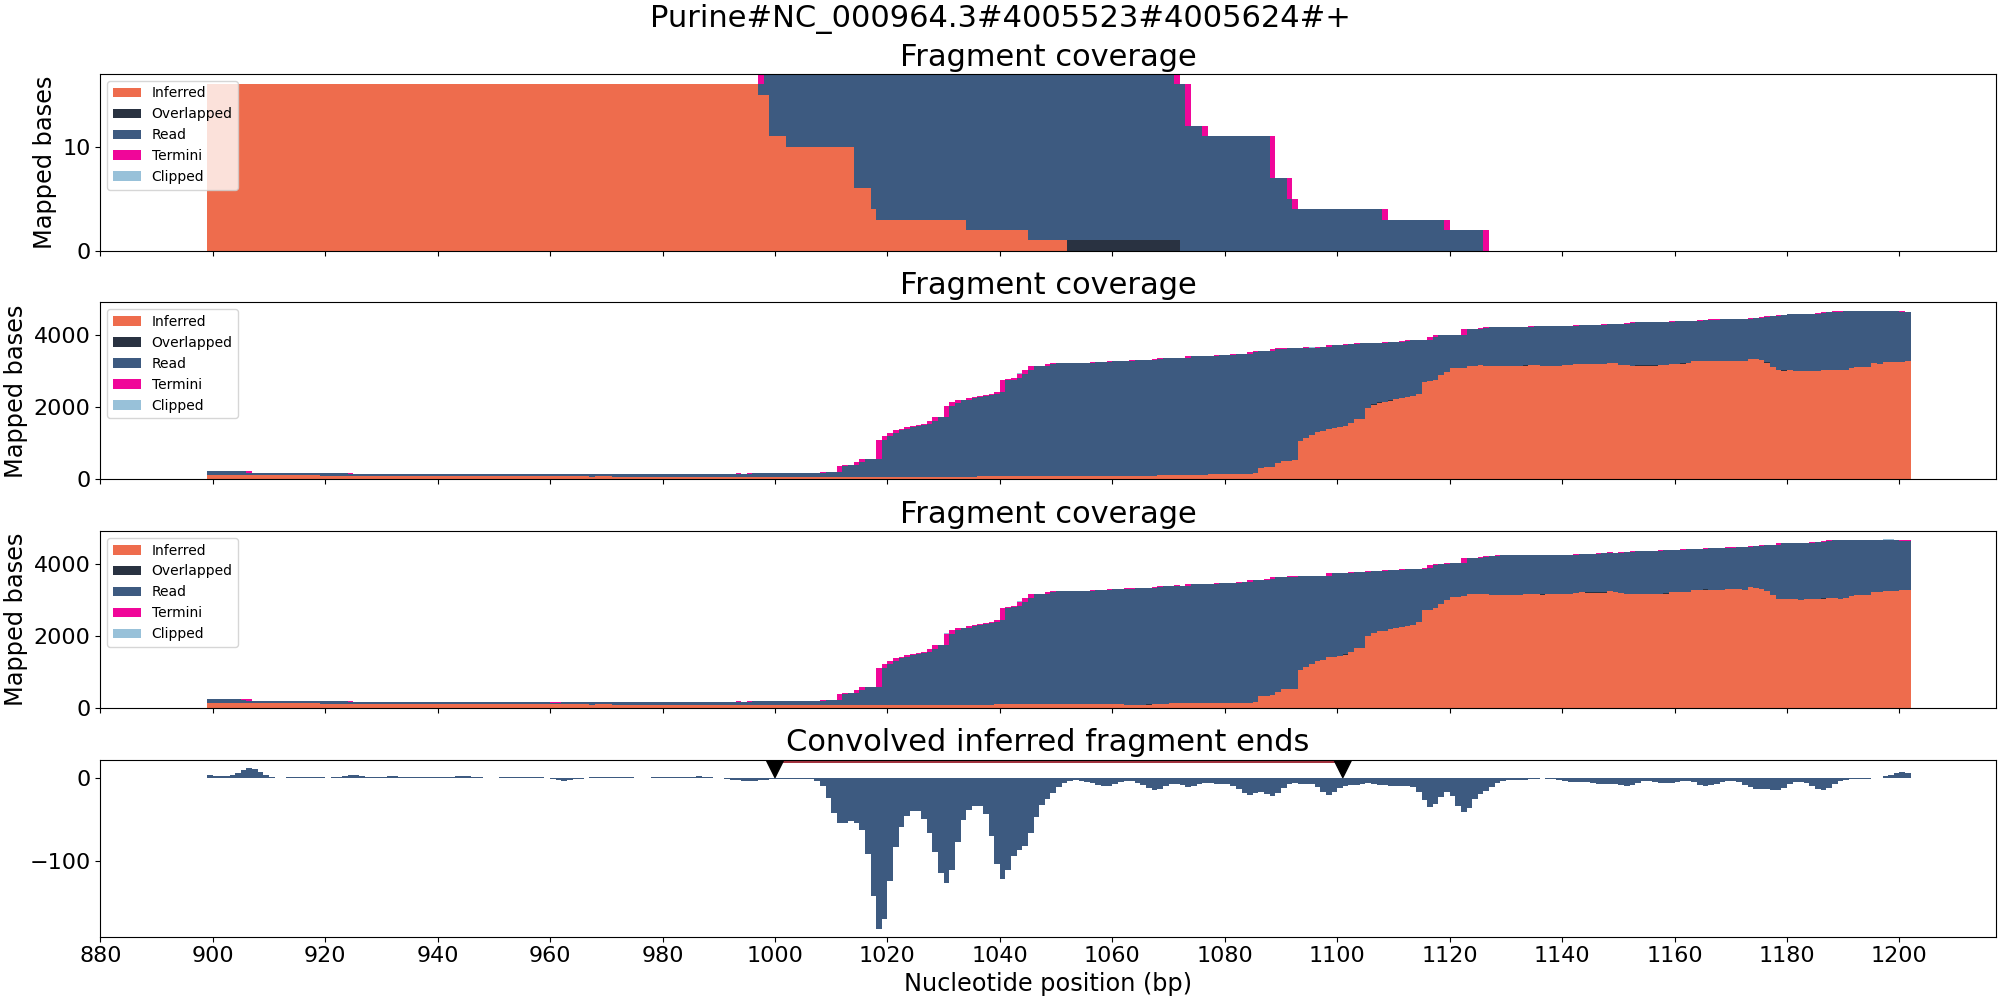 Purine#NC_000964.3#4005523#4005624#+
Fragment coverage
Mapped bases
10
0
Inferred
Overlapped
Read
Termini
Clipped
Fragment coverage
Mapped bases
4000
2000
0
Inferred
Overlapped
Read
Termini
Clipped
Fragment coverage
Mapped bases
4000
2000
0
Inferred
Overlapped
Read
Termini
Clipped
Convolved inferred fragment ends
0
−100
880 900 920 940 960 980 1000 1020 1040 1060 1080 1100 1120 1140 1160 1180 1200
Nucleotide position (bp)